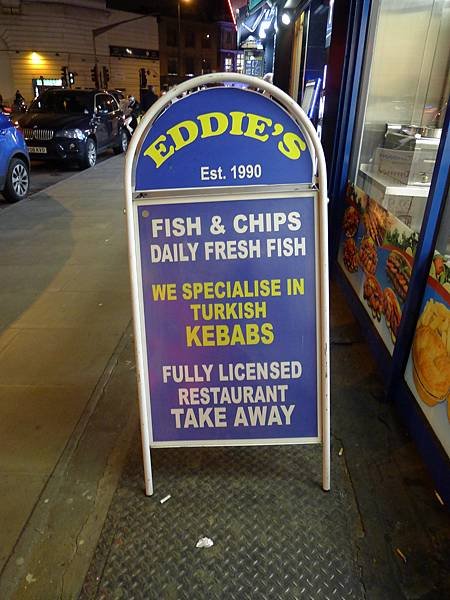 EDDIE'S
Est. 1990
FISH & CHIPS
DAILY FRESH FISH
WE SPECIALISE IN
TURKISH
KEBABS
FULLY LICENSED
RESTAURANT
TAKE AWAY